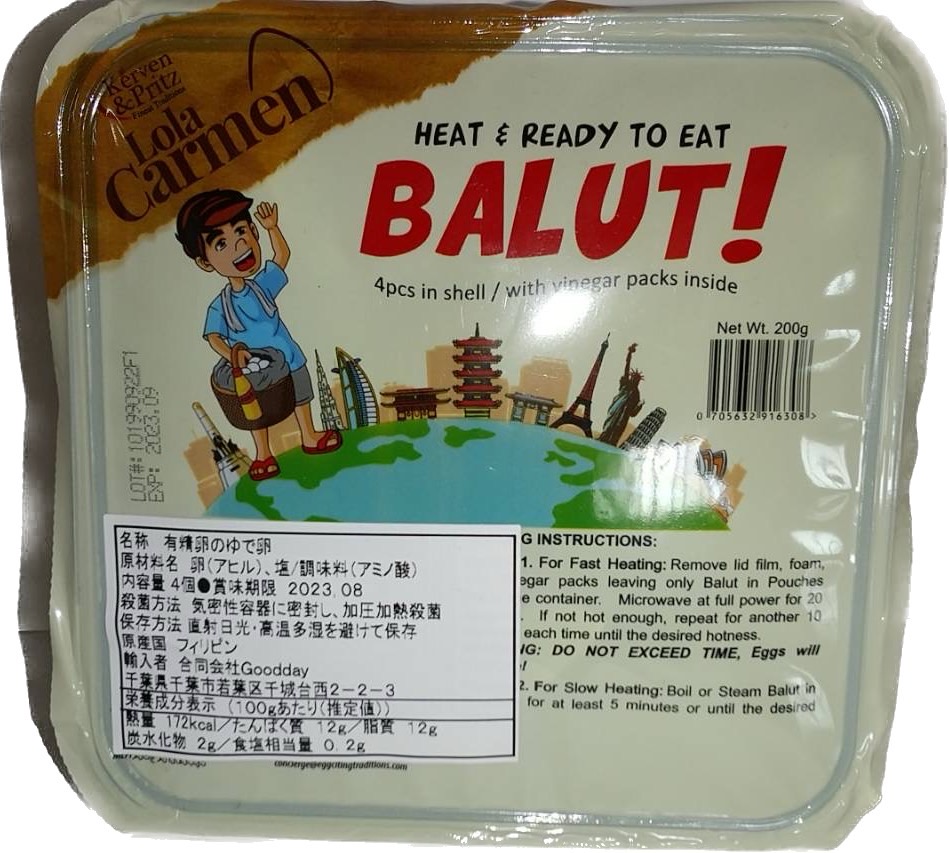 Kerven
& Pritz
Finest Traditions
Lola
Carmen
HEAT & READY TO EAT
BALUT!
4pcs in shell / with vinegar packs inside
Net Wt. 200g
0 705632 916308 >
LOT#: 101990922F1
EXP: 2023.09
名称 有精卵のゆで卵
原材料名 卵(アヒル)、塩/調味料(アミノ酸)
内容量 4個●賞味期限 2023.08
殺菌方法 気密性容器に密封し、加圧加熱殺菌
保存方法 直射日光・高温多湿を避けて保存
原産国 フィリピン
輸入者 合同会社Goodday
千葉県千葉市若葉区千城台西2-2-3
栄養成分表示 (100gあたり(推定値))
熱量 172kcal/たんぱく質 12g/脂質 12g
炭水化物 2g/食塩相当量 0.2g
G INSTRUCTIONS:
1. For Fast Heating: Remove lid film, foam,
egar packs leaving only Balut in Pouches
e container. Microwave at full power for 20
. If not hot enough, repeat for another 10
each time until the desired hotness.
G: DO NOT EXCEED TIME, Eggs will
!
2. For Slow Heating: Boil or Steam Balut in
for at least 5 minutes or until the desired
concierge@eggcitingtraditions.com